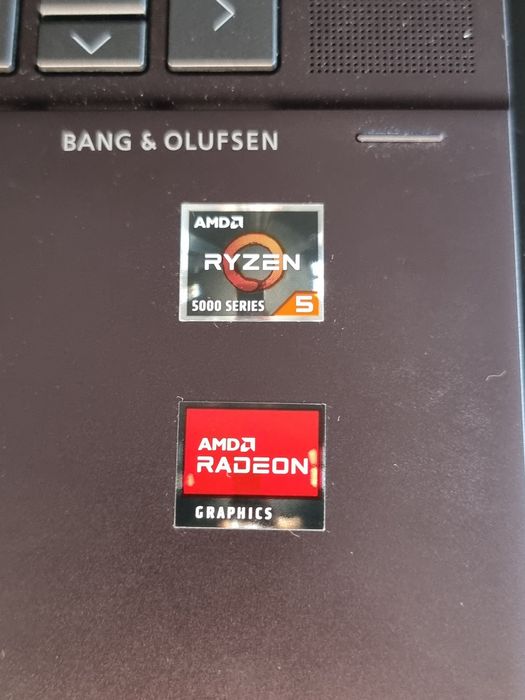 BANG & OLUFSEN
AMD
RYZEN
5000 SERIES 5
AMD
RADEON
GRAPHICS